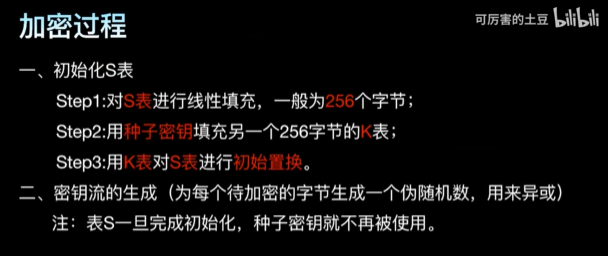 加密过程
可厉害的土豆 bilibili
一、初始化S表
Step1:对S表进行线性填充，一般为256个字节；
Step2:用种子密钥填充另一个256字节的K表；
Step3:用K表对S表进行初始置换。
二、密钥流的生成（为每个待加密的字节生成一个伪随机数，用来异或）
注：表S一旦完成初始化，种子密钥就不再被使用。